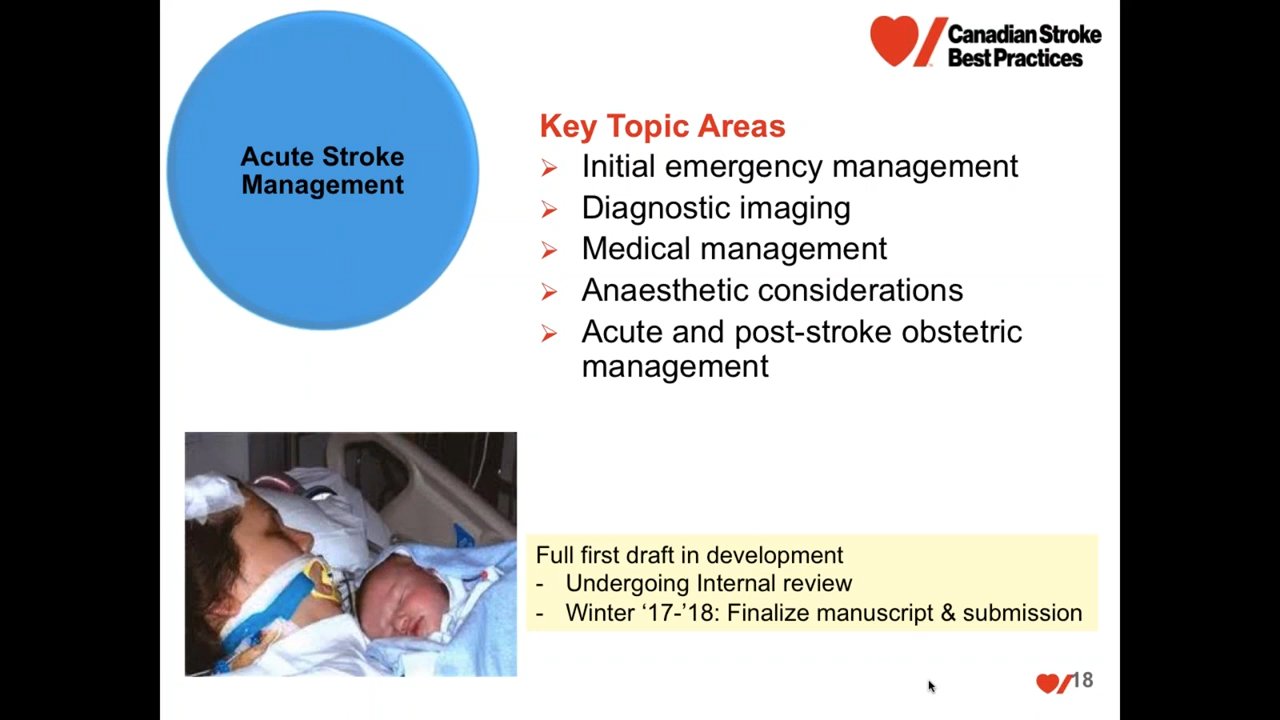 Canadian Stroke
Best Practices
Acute Stroke
Management
Key Topic Areas
Initial emergency management
Diagnostic imaging
Medical management
Anaesthetic considerations
Acute and post-stroke obstetric
management
Full first draft in development
- Undergoing Internal review
- Winter ‘17-’18: Finalize manuscript & submission
18